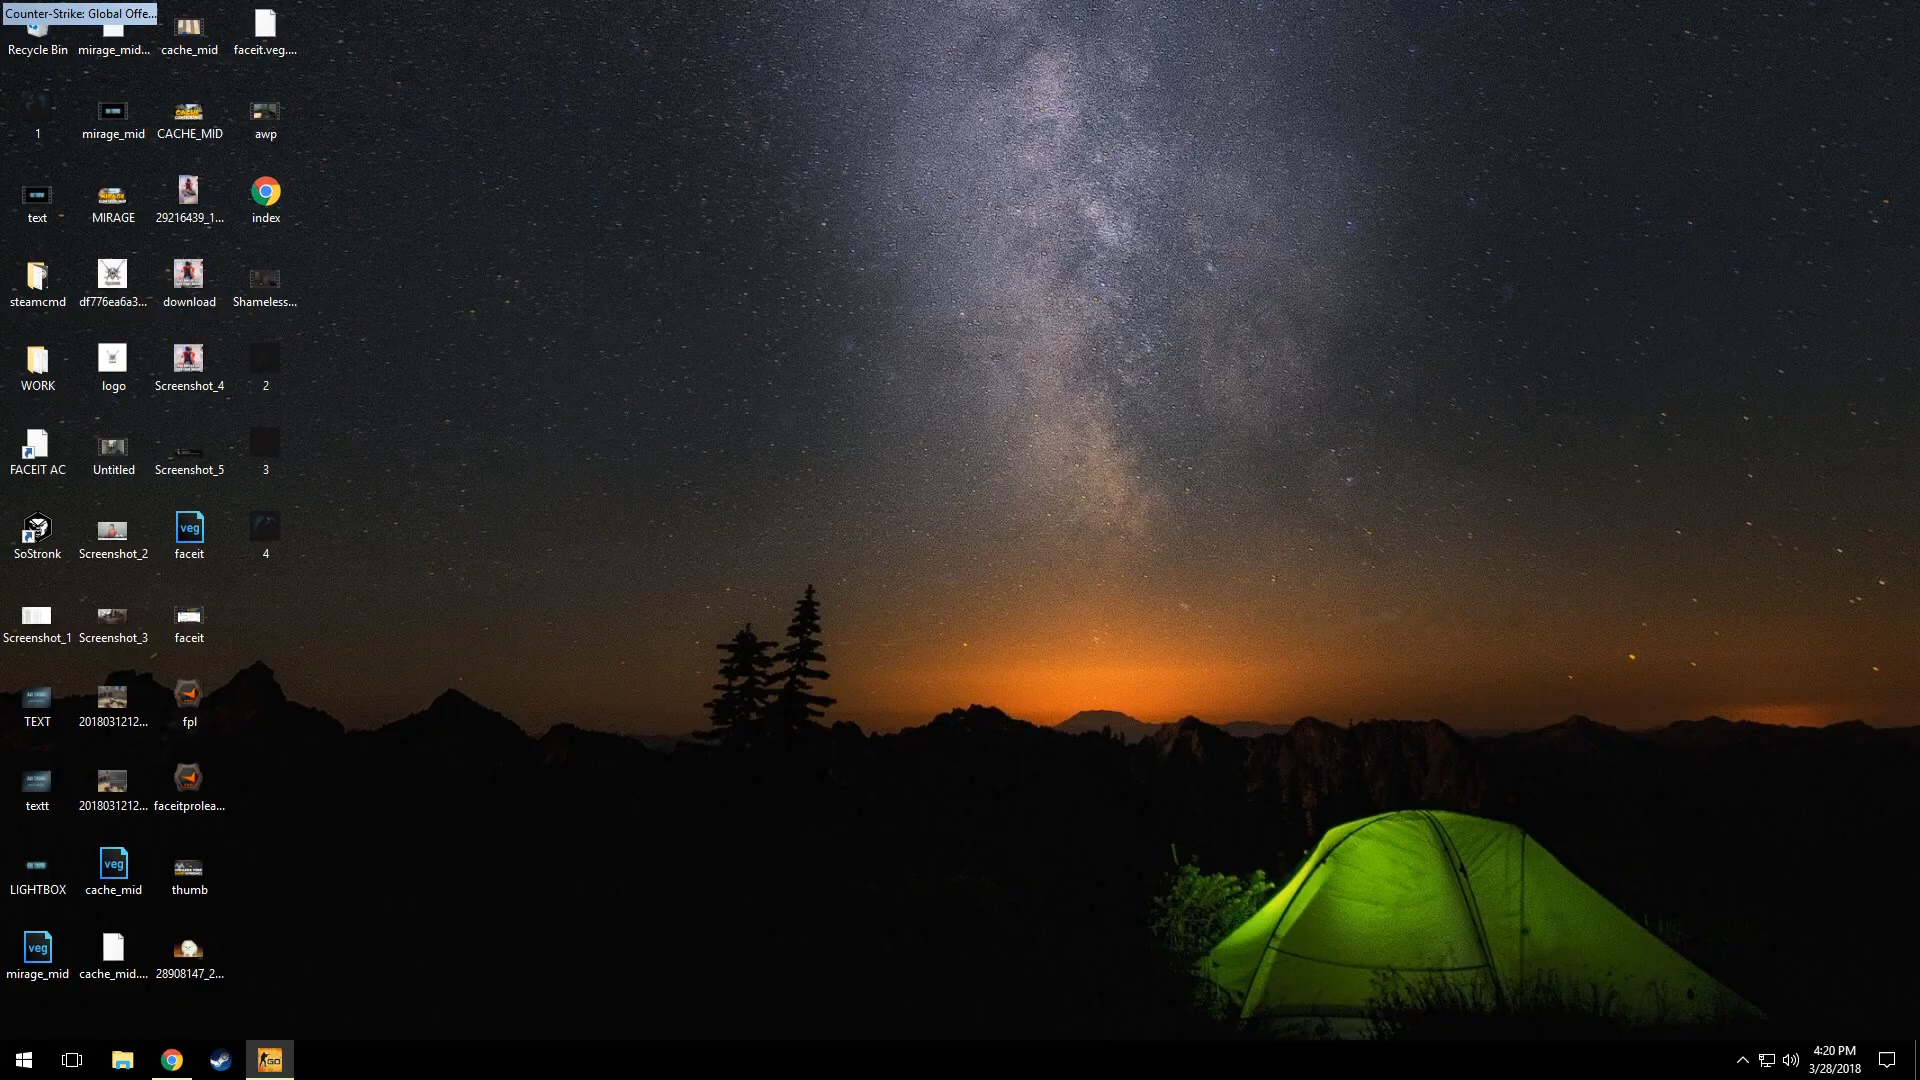 Counter-Strike: Global Offe...
Recycle Bin
mirage_mid...
cache_mid
faceit.veg....
1
mirage_mid
CACHE_MID
awp
text
MIRAGE
29216439_1...
index
steamcmd
df776ea6a3...
download
Shameless...
WORK
logo
Screenshot_4
2
FACEIT AC
Untitled
Screenshot_5
3
SoStronk
Screenshot_2
veg
faceit
4
Screenshot_1
Screenshot_3
faceit
TEXT
2018031212...
fpl
textt
2018031212...
faceitprolea...
LIGHTBOX
veg
cache_mid
thumb
veg
mirage_mid
cache_mid....
28908147_2...
GO
4:20 PM
3/28/2018